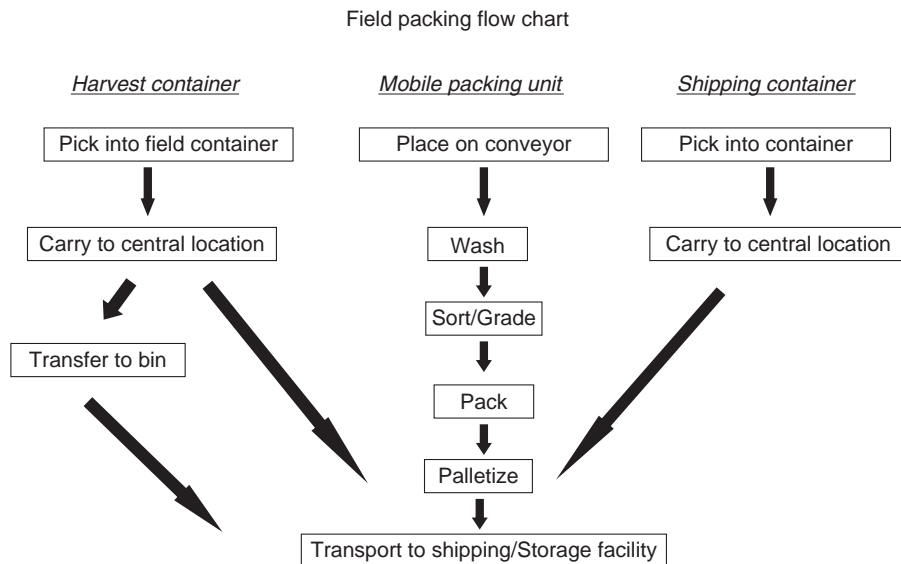 Field packing flow chart
Harvest container
Mobile packing unit
Shipping container
Pick into field container
Place on conveyor
Pick into container
Carry to central location
Wash
Carry to central location
Sort/Grade
Transfer to bin
Pack
Palletize
Transport to shipping/Storage facility